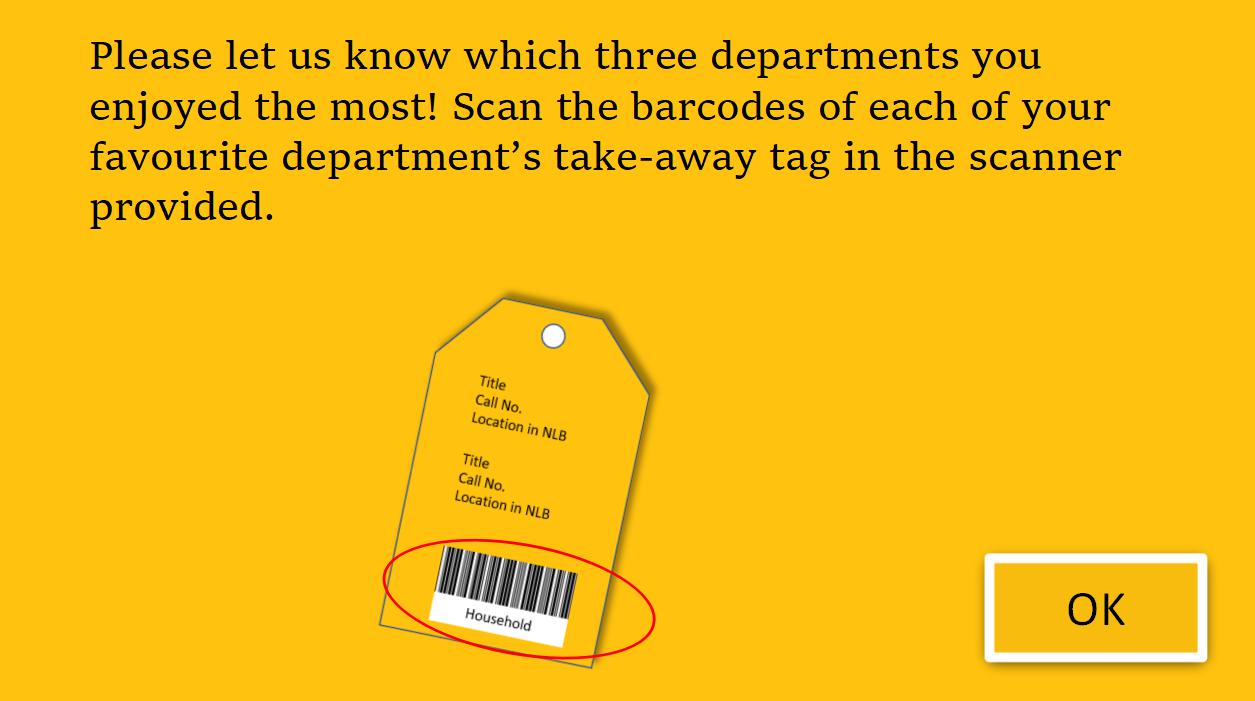 Please let us know which three departments you
enjoyed the most! Scan the barcodes of each of your
favourite department’s take-away tag in the scanner
provided.
Title
Call No.
Location in NLB
Title
Call No.
Location in NLB
Household
OK